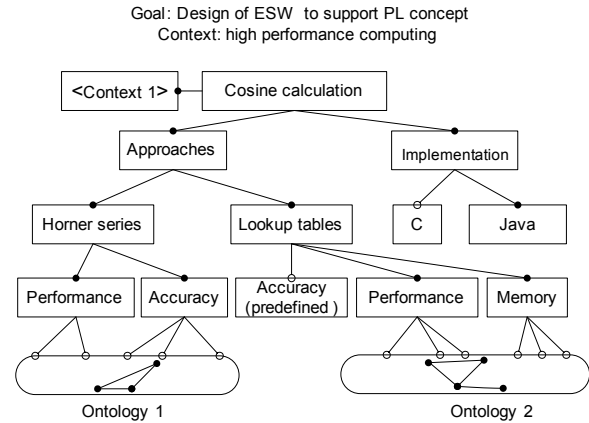 Goal: Design of ESW to support PL concept
Context: high performance computing
<Context 1>
Cosine calculation
Approaches
Implementation
Horner series
Lookup tables
C
Java
Performance
Accuracy
Accuracy
(predefined )
Performance
Memory
Ontology 1
Ontology 2